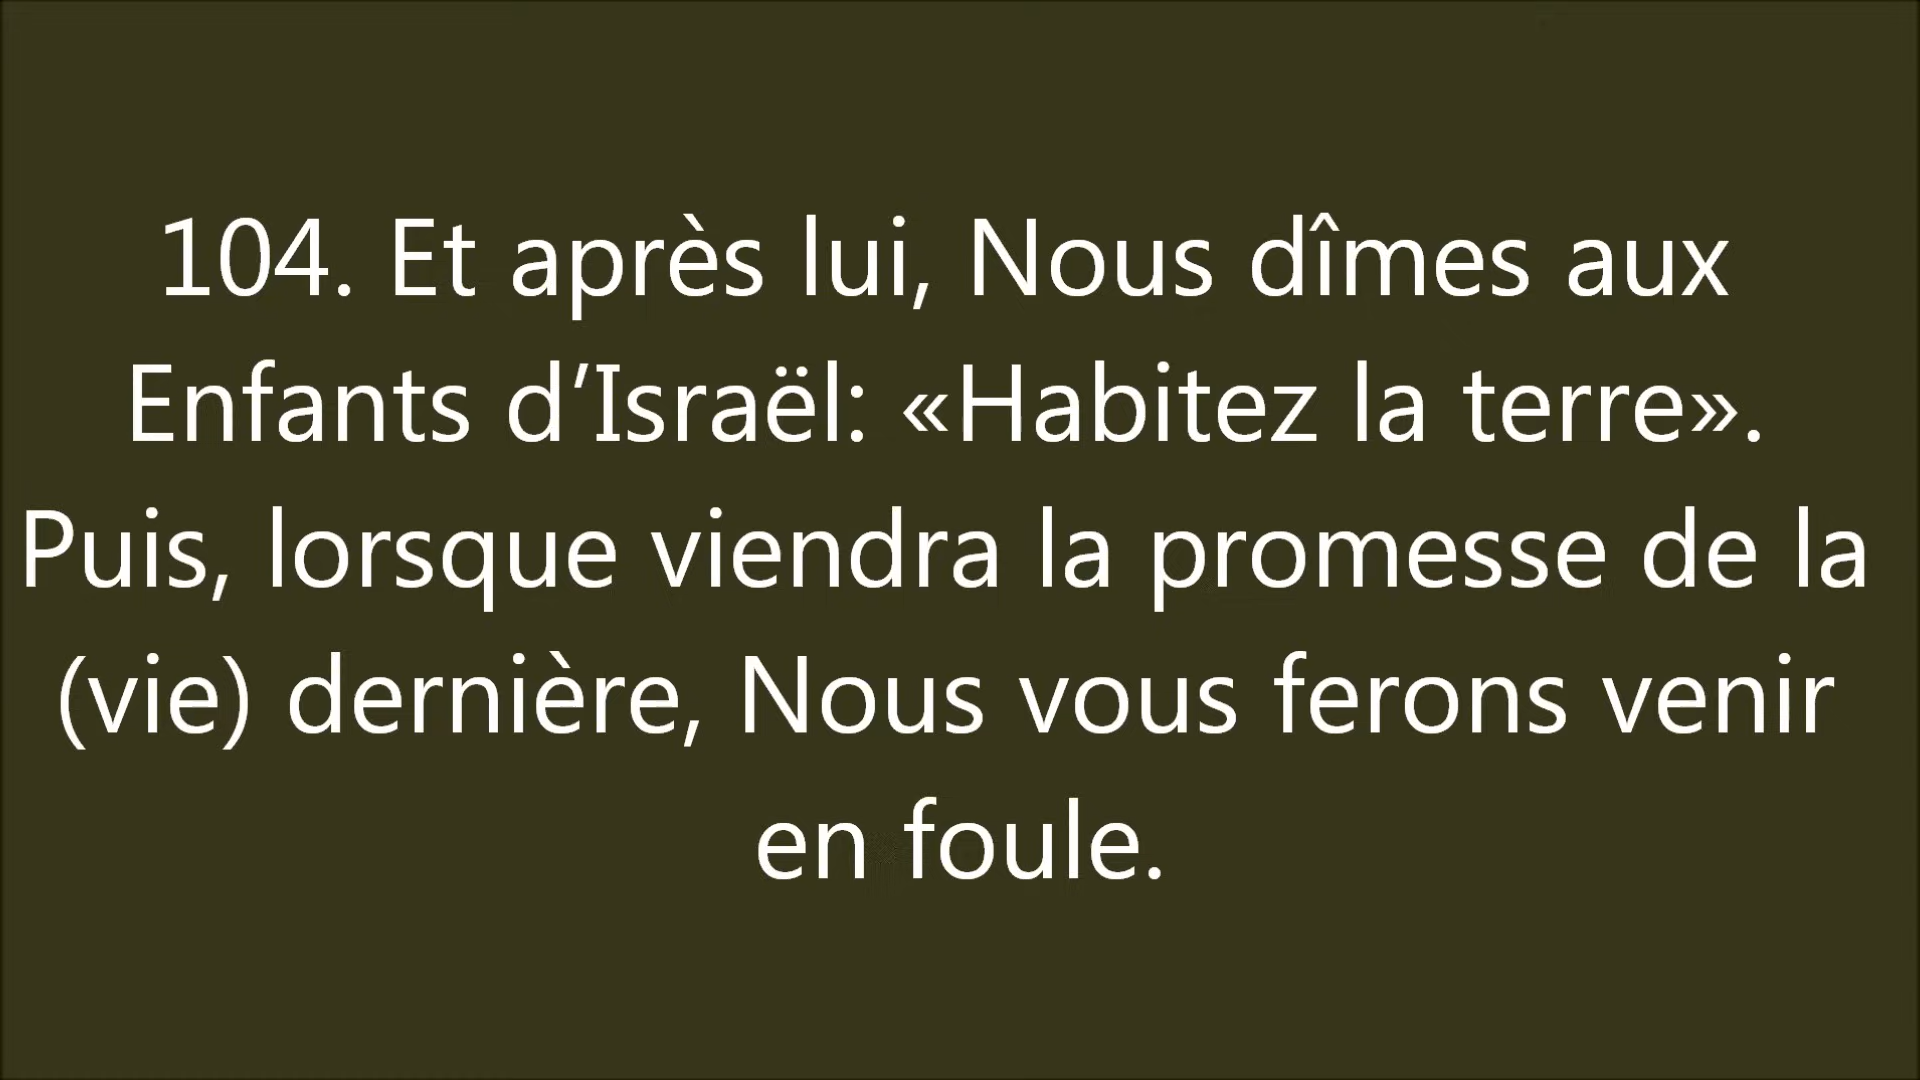 104. Et après lui, Nous dîmes aux
Enfants d’Israël: «Habitez la terre».
Puis, lorsque viendra la promesse de la
(vie) dernière, Nous vous ferons venir
en foule.